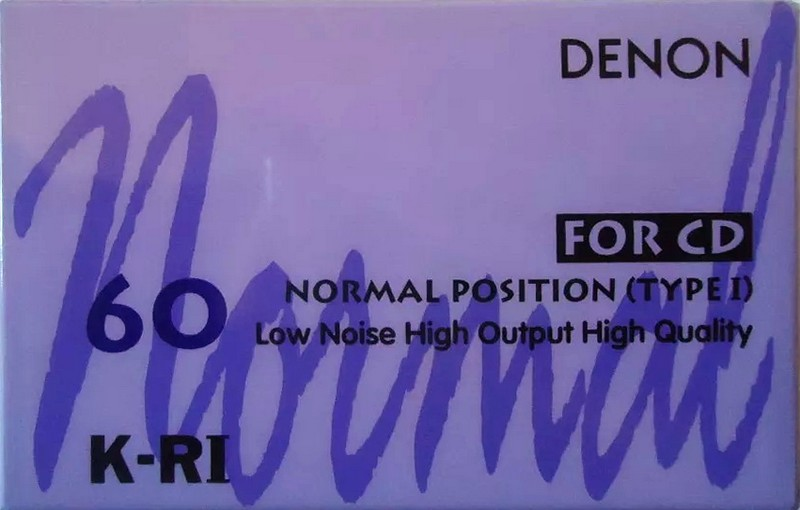 DENON
Normal
FOR CD
60
NORMAL POSITION (TYPE I)
Low Noise High Output High Quality
K-RI